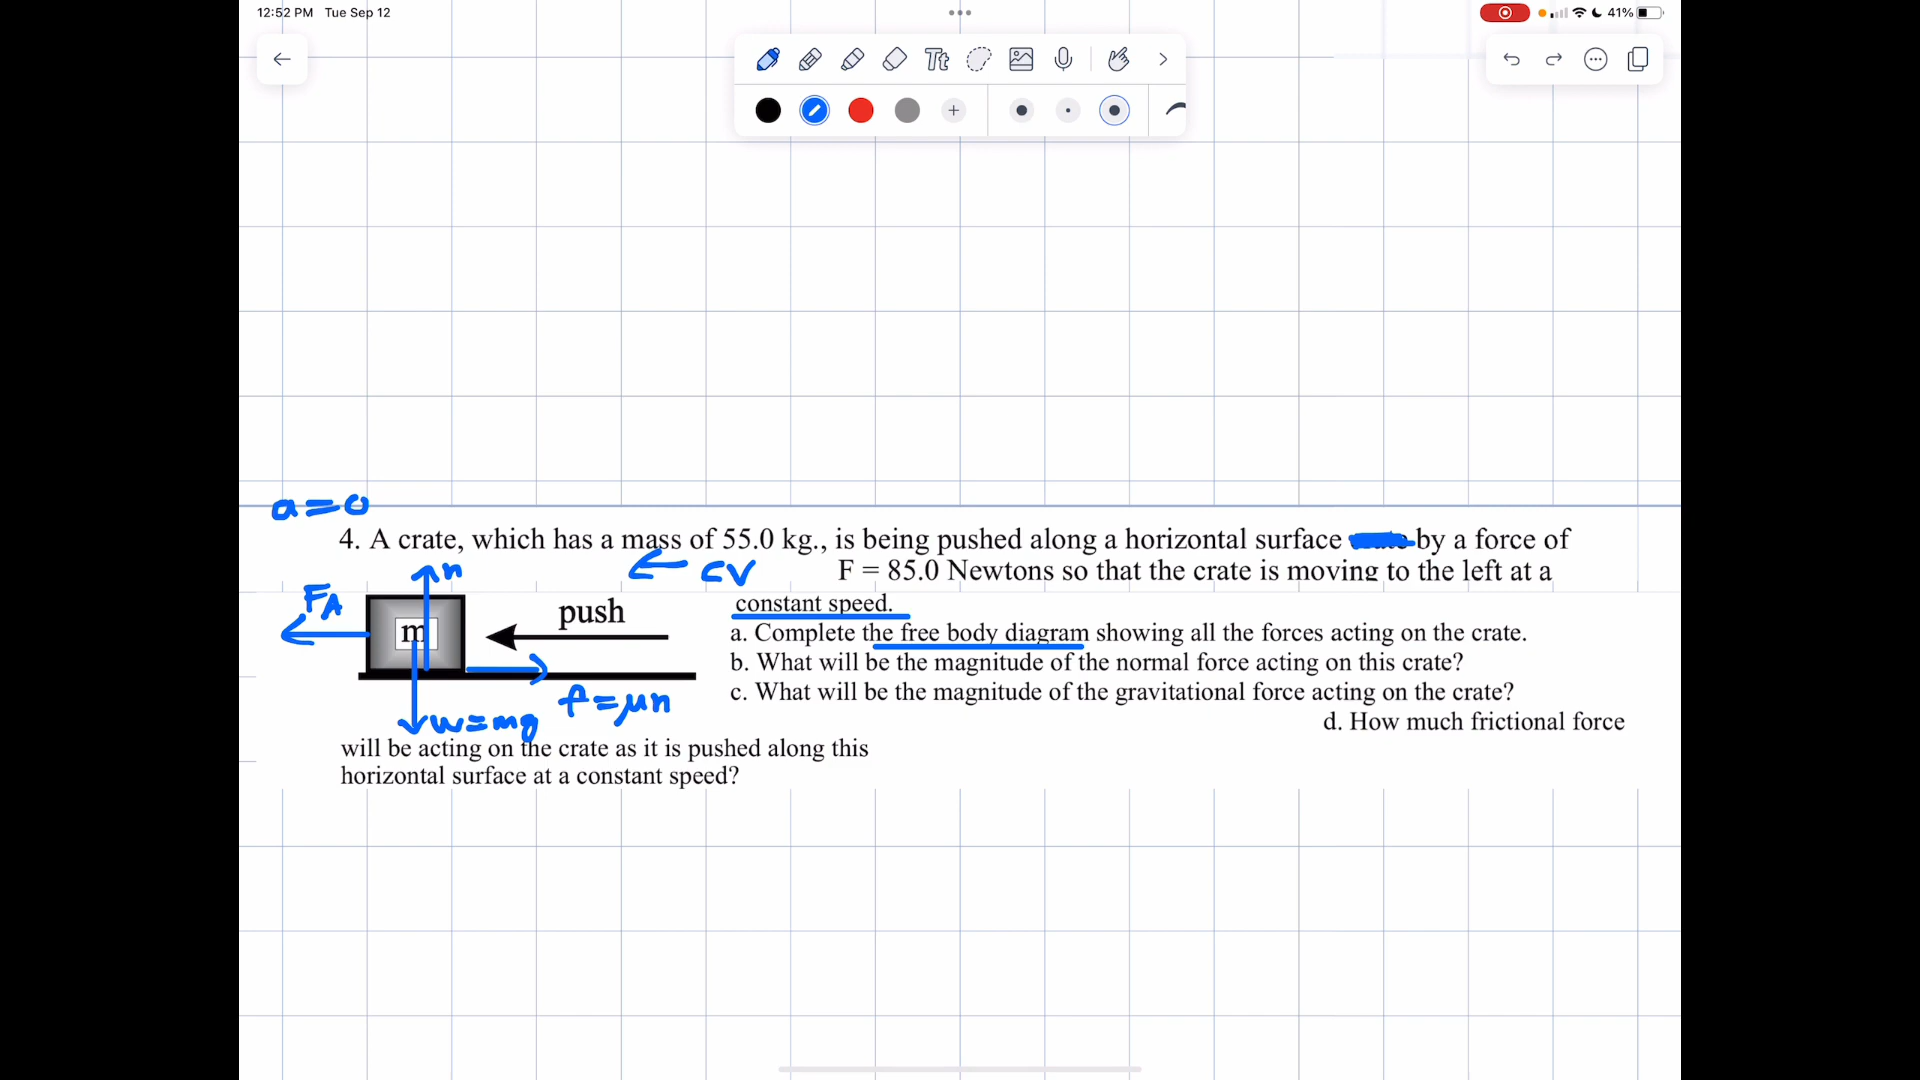 12:52 PM Tue Sep 12
41%
Tt
a=0
4. A crate, which has a mass of 55.0 kg., is being pushed along a horizontal surface by a force of
F = 85.0 Newtons so that the crate is moving to the left at a
CV
n
FA
constant speed.
push
m
a. Complete the free body diagram showing all the forces acting on the crate.
b. What will be the magnitude of the normal force acting on this crate?
c. What will be the magnitude of the gravitational force acting on the crate?
f=μn
w=mg
d. How much frictional force
will be acting on the crate as it is pushed along this
horizontal surface at a constant speed?